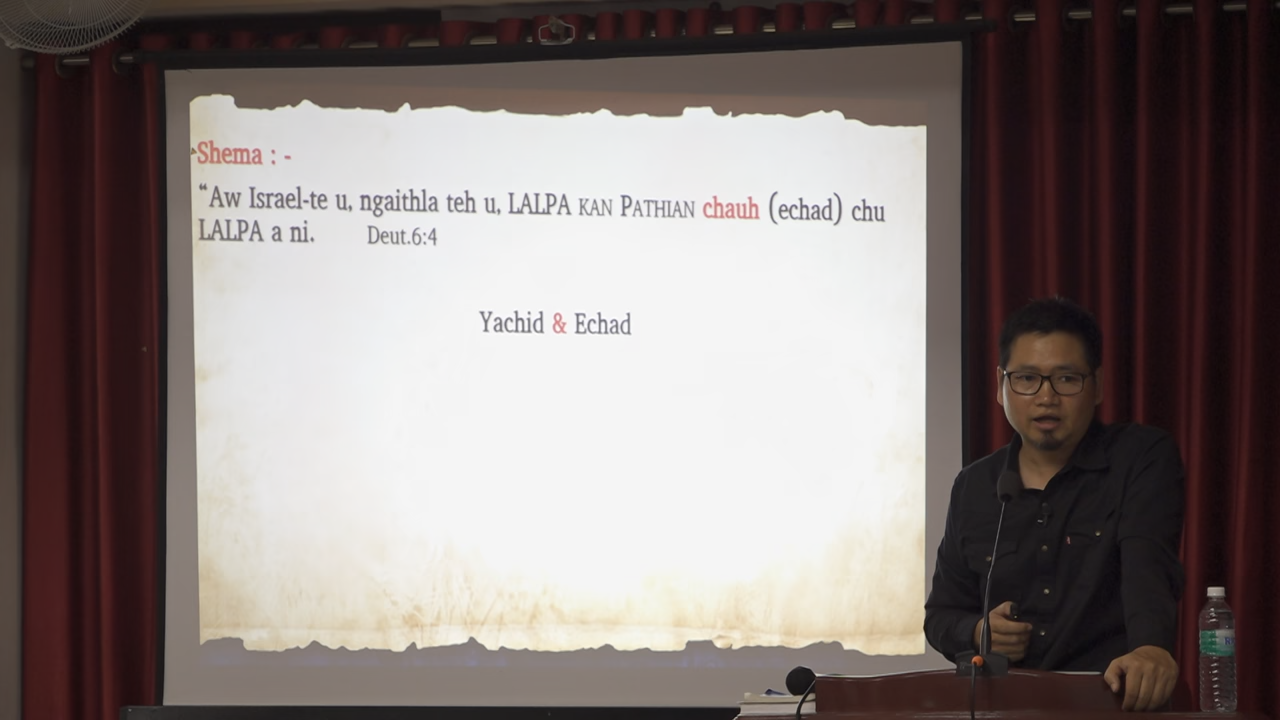 Shema : -
“Aw Israel-te u, ngaithla teh u, LALPA KAN PATHIAN chauh (echad) chu
LALPA a ni. Deut.6:4
Yachid & Echad